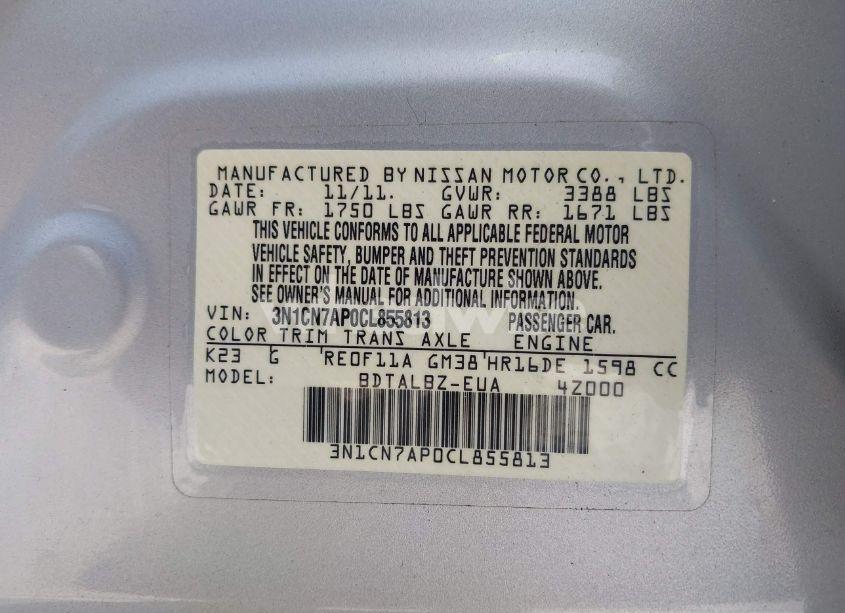 MANUFACTURED BY NISSAN MOTOR CO., LTD.
DATE: 11/11. GVWR: 3388 LBS
GAWR FR: 1750 LBS GAWR RR: 1671 LBS
THIS VEHICLE CONFORMS TO ALL APPLICABLE FEDERAL MOTOR
VEHICLE SAFETY, BUMPER AND THEFT PREVENTION STANDARDS
IN EFFECT ON THE DATE OF MANUFACTURE SHOWN ABOVE.
SEE OWNER'S MANUAL FOR ADDITIONAL INFORMATION.
VIN: 3N1CN7AP0CL855813 PASSENGER CAR.
COLOR TRIM TRANS AXLE ENGINE
K23 G RE0F11A GM38 HR16DE 1598 CC
MODEL: BDTALBZ-EUA 4Z000
3N1CN7AP0CL855813